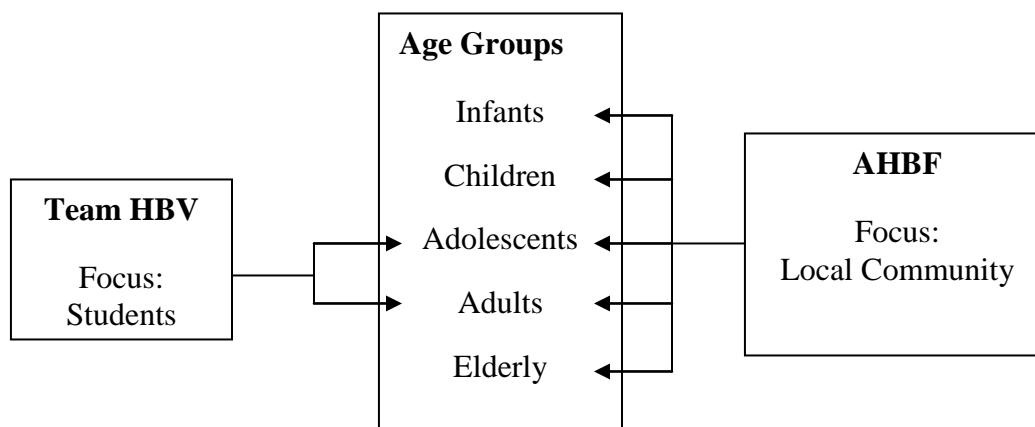 Team HBV
Focus:
Students
Age Groups
Infants
Children
Adolescents
Adults
Elderly
AHBF
Focus:
Local Community